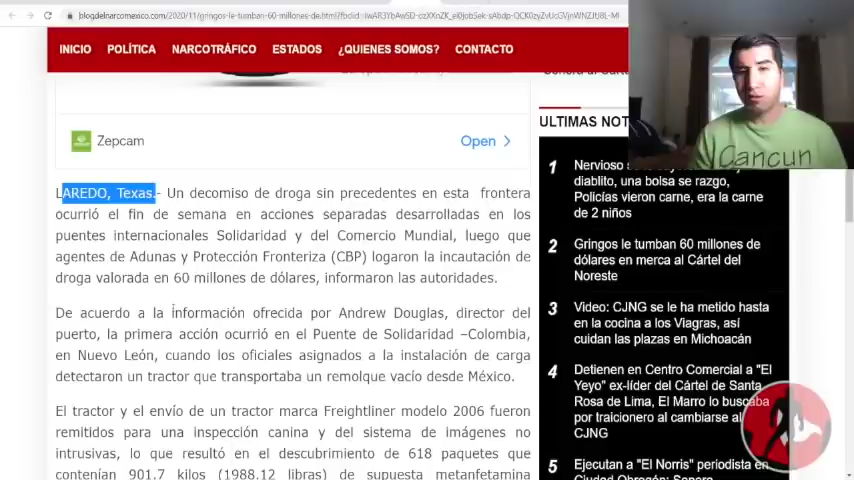 blogdelnarcomexico.com/2020/11/gringos-le-tumban-60-millones-de.html
INICIO POLÍTICA NARCOTRÁFICO ESTADOS ¿QUIENES SOMOS? CONTACTO
Zepcam
Open
LAREDO, Texas.- Un decomiso de droga sin precedentes en esta frontera
ocurrió el fin de semana en acciones separadas desarrolladas en los
puentes internacionales Solidaridad y del Comercio Mundial, luego que
agentes de Adunas y Protección Fronteriza (CBP) logaron la incautación de
droga valorada en 60 millones de dólares, informaron las autoridades.
De acuerdo a la información ofrecida por Andrew Douglas, director del
puerto, la primera acción ocurrió en el Puente de Solidaridad –Colombia,
en Nuevo León, cuando los oficiales asignados a la instalación de carga
detectaron un tractor que transportaba un remolque vacío desde México.
El tractor y el envío de un tractor marca Freightliner modelo 2006 fueron
remitidos para una inspección canina y del sistema de imágenes no
intrusivas, lo que resultó en el descubrimiento de 618 paquetes que
contenían 901.7 kilos (1988.12 libras) de supuesta metanfetamina
ULTIMAS NOT
1 Nervioso
diablito, una bolsa se razgo,
Policías vieron carne, era la carne
de 2 niños
2 Gringos le tumban 60 millones de
dólares en merca al Cártel del
Noreste
3 Video: CJNG se le ha metido hasta
en la cocina a los Viagras, así
cuidan las plazas en Michoacán
4 Detienen en Centro Comercial a "El
Yeyo" ex-líder del Cártel de Santa
Rosa de Lima, El Marro lo buscaba
por traicionero al cambiarse al
CJNG
5 Ejecutan a "El Norris" periodista en
Cancun